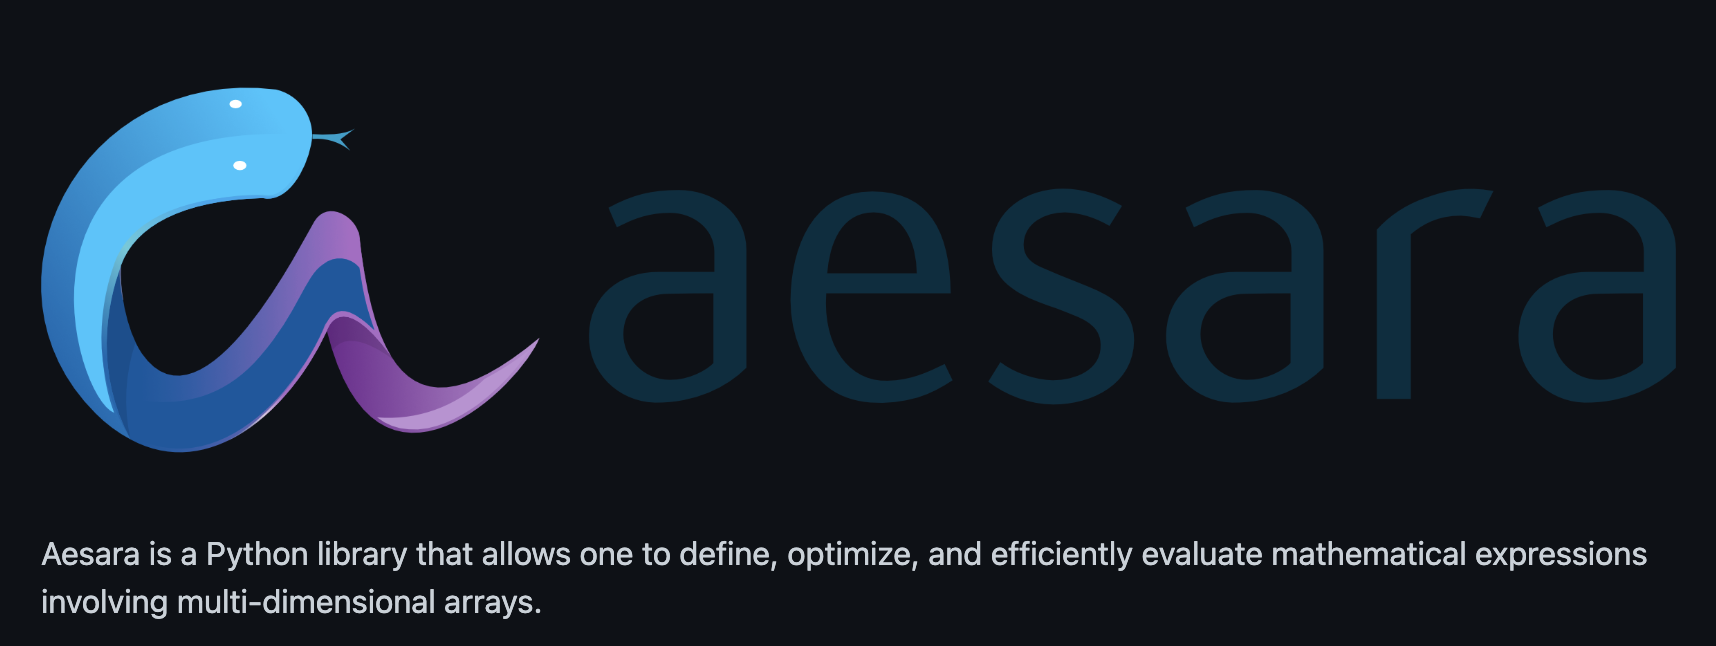 aesara
Aesara is a Python library that allows one to define, optimize, and efficiently evaluate mathematical expressions
involving multi-dimensional arrays.